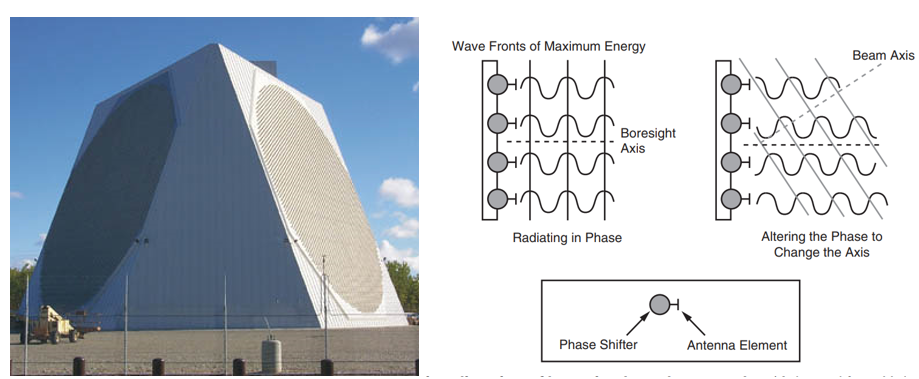 Wave Fronts of Maximum Energy
Boresight
Axis
Radiating in Phase
Beam Axis
Altering the Phase to
Change the Axis
Phase Shifter
Antenna Element